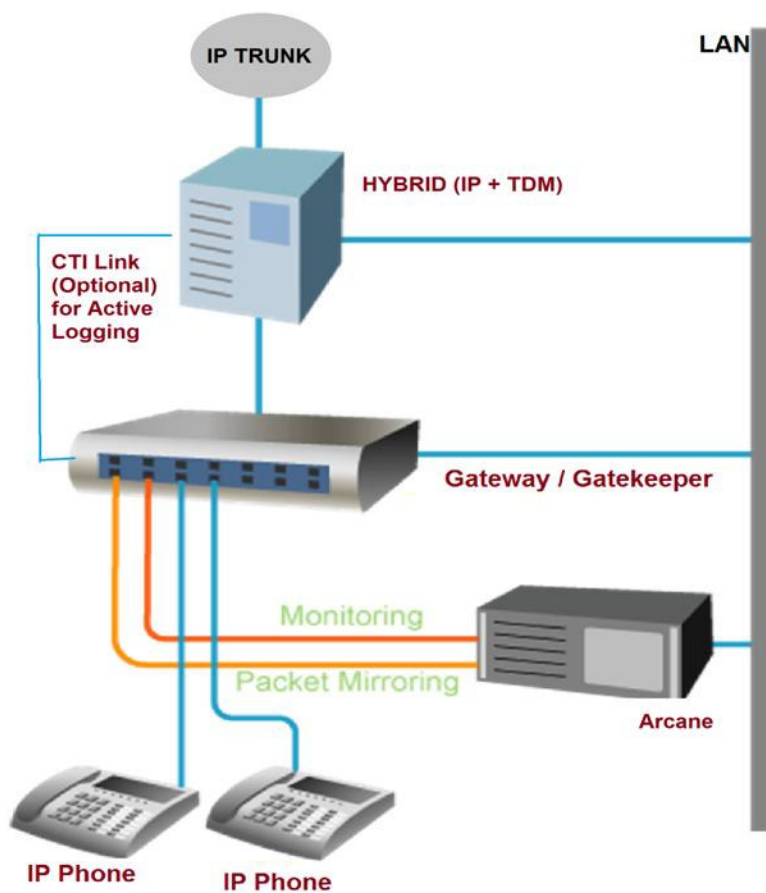 IP TRUNK
LAN
HYBRID (IP + TDM)
CTI Link
(Optional)
for Active
Logging
Gateway / Gatekeeper
Monitoring
Packet Mirroring
Arcane
IP Phone
IP Phone